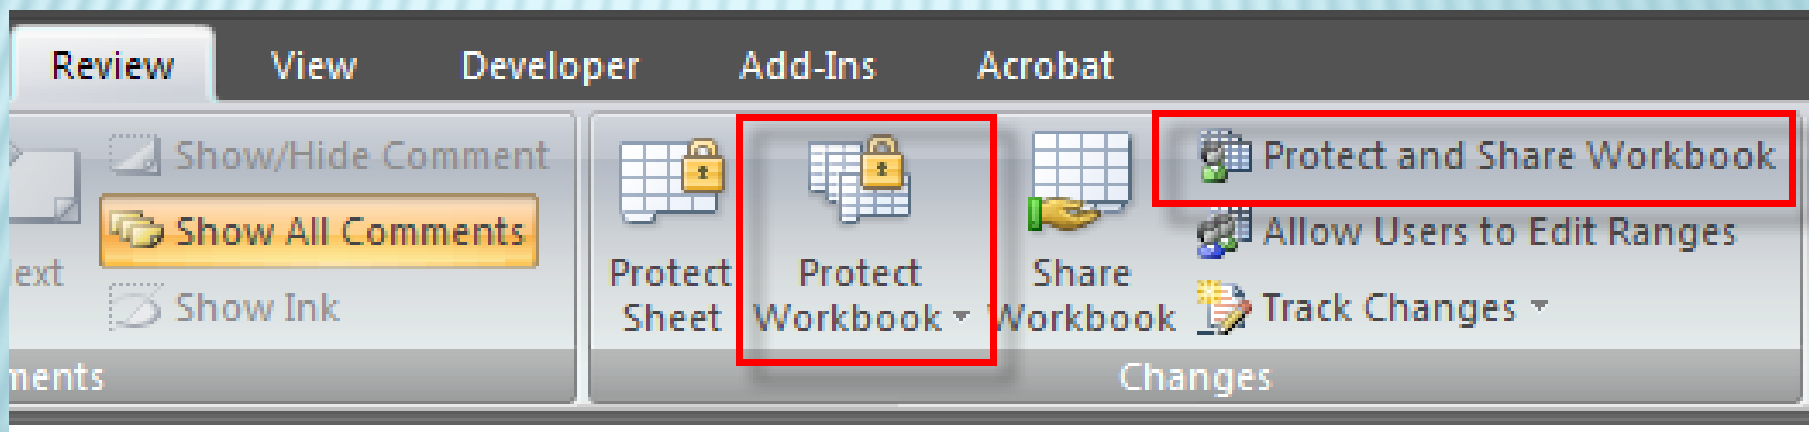 Review View Developer Add-Ins Acrobat
Show/Hide Comment
Show All Comments
Show Ink
Protect
Sheet
Protect
Workbook
Share
Workbook
Protect and Share Workbook
Allow Users to Edit Ranges
Track Changes
Changes